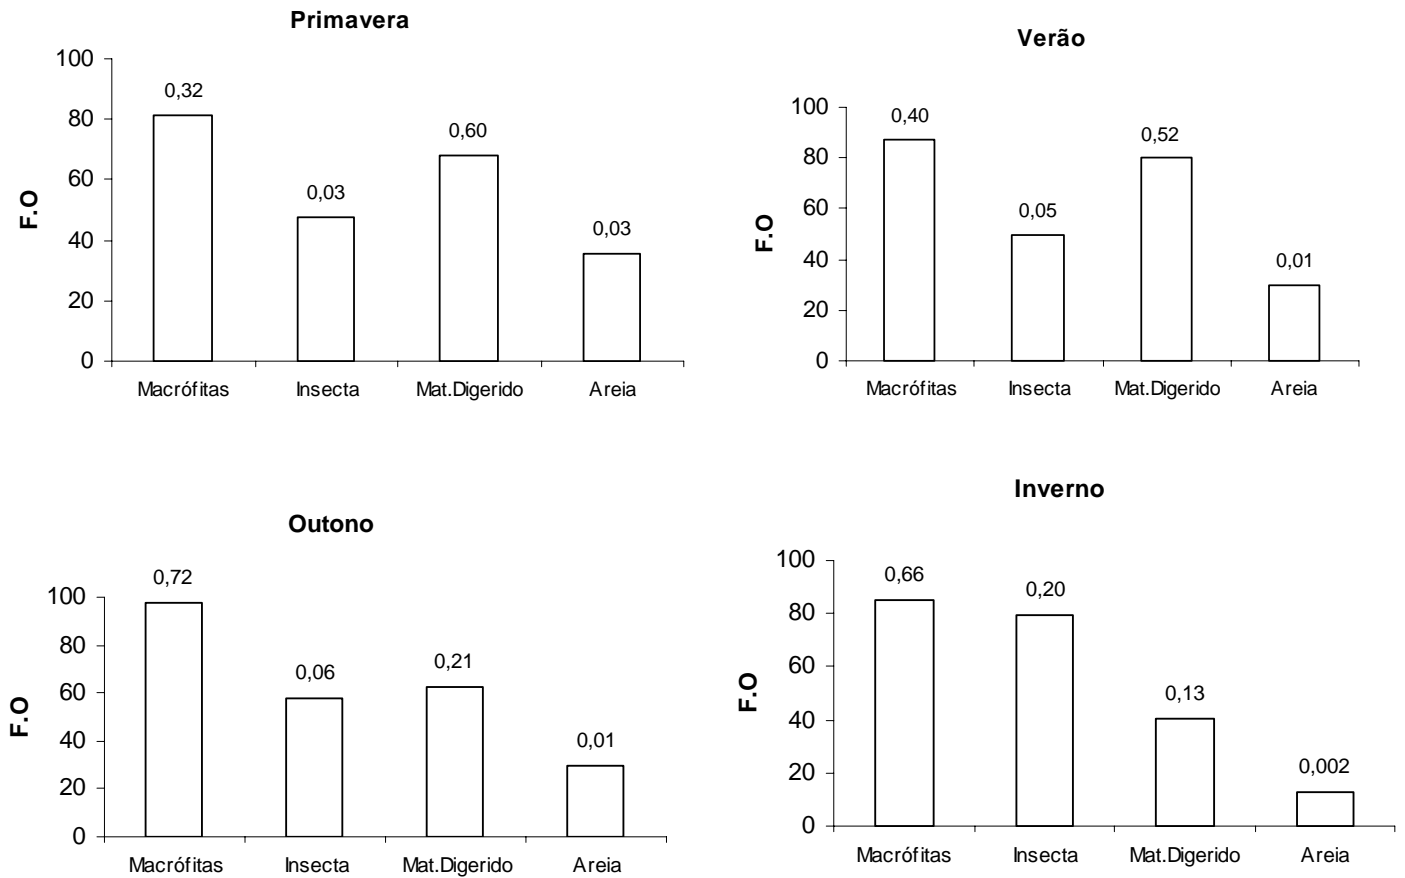 Primavera
100
80
60
40
20
0
F.O
0,32
0,03
0,60
0,03
Macrófitas
Insecta
Mat.Digerido
Areia
Verão
100
80
60
40
20
0
F.O
0,40
0,05
0,52
0,01
Macrófitas
Insecta
Mat.Digerido
Areia
Outono
100
80
60
40
20
0
F.O
0,72
0,06
0,21
0,01
Macrófitas
Insecta
Mat.Digerido
Areia
Inverno
100
80
60
40
20
0
F.O
0,66
0,20
0,13
0,002
Macrófitas
Insecta
Mat.Digerido
Areia